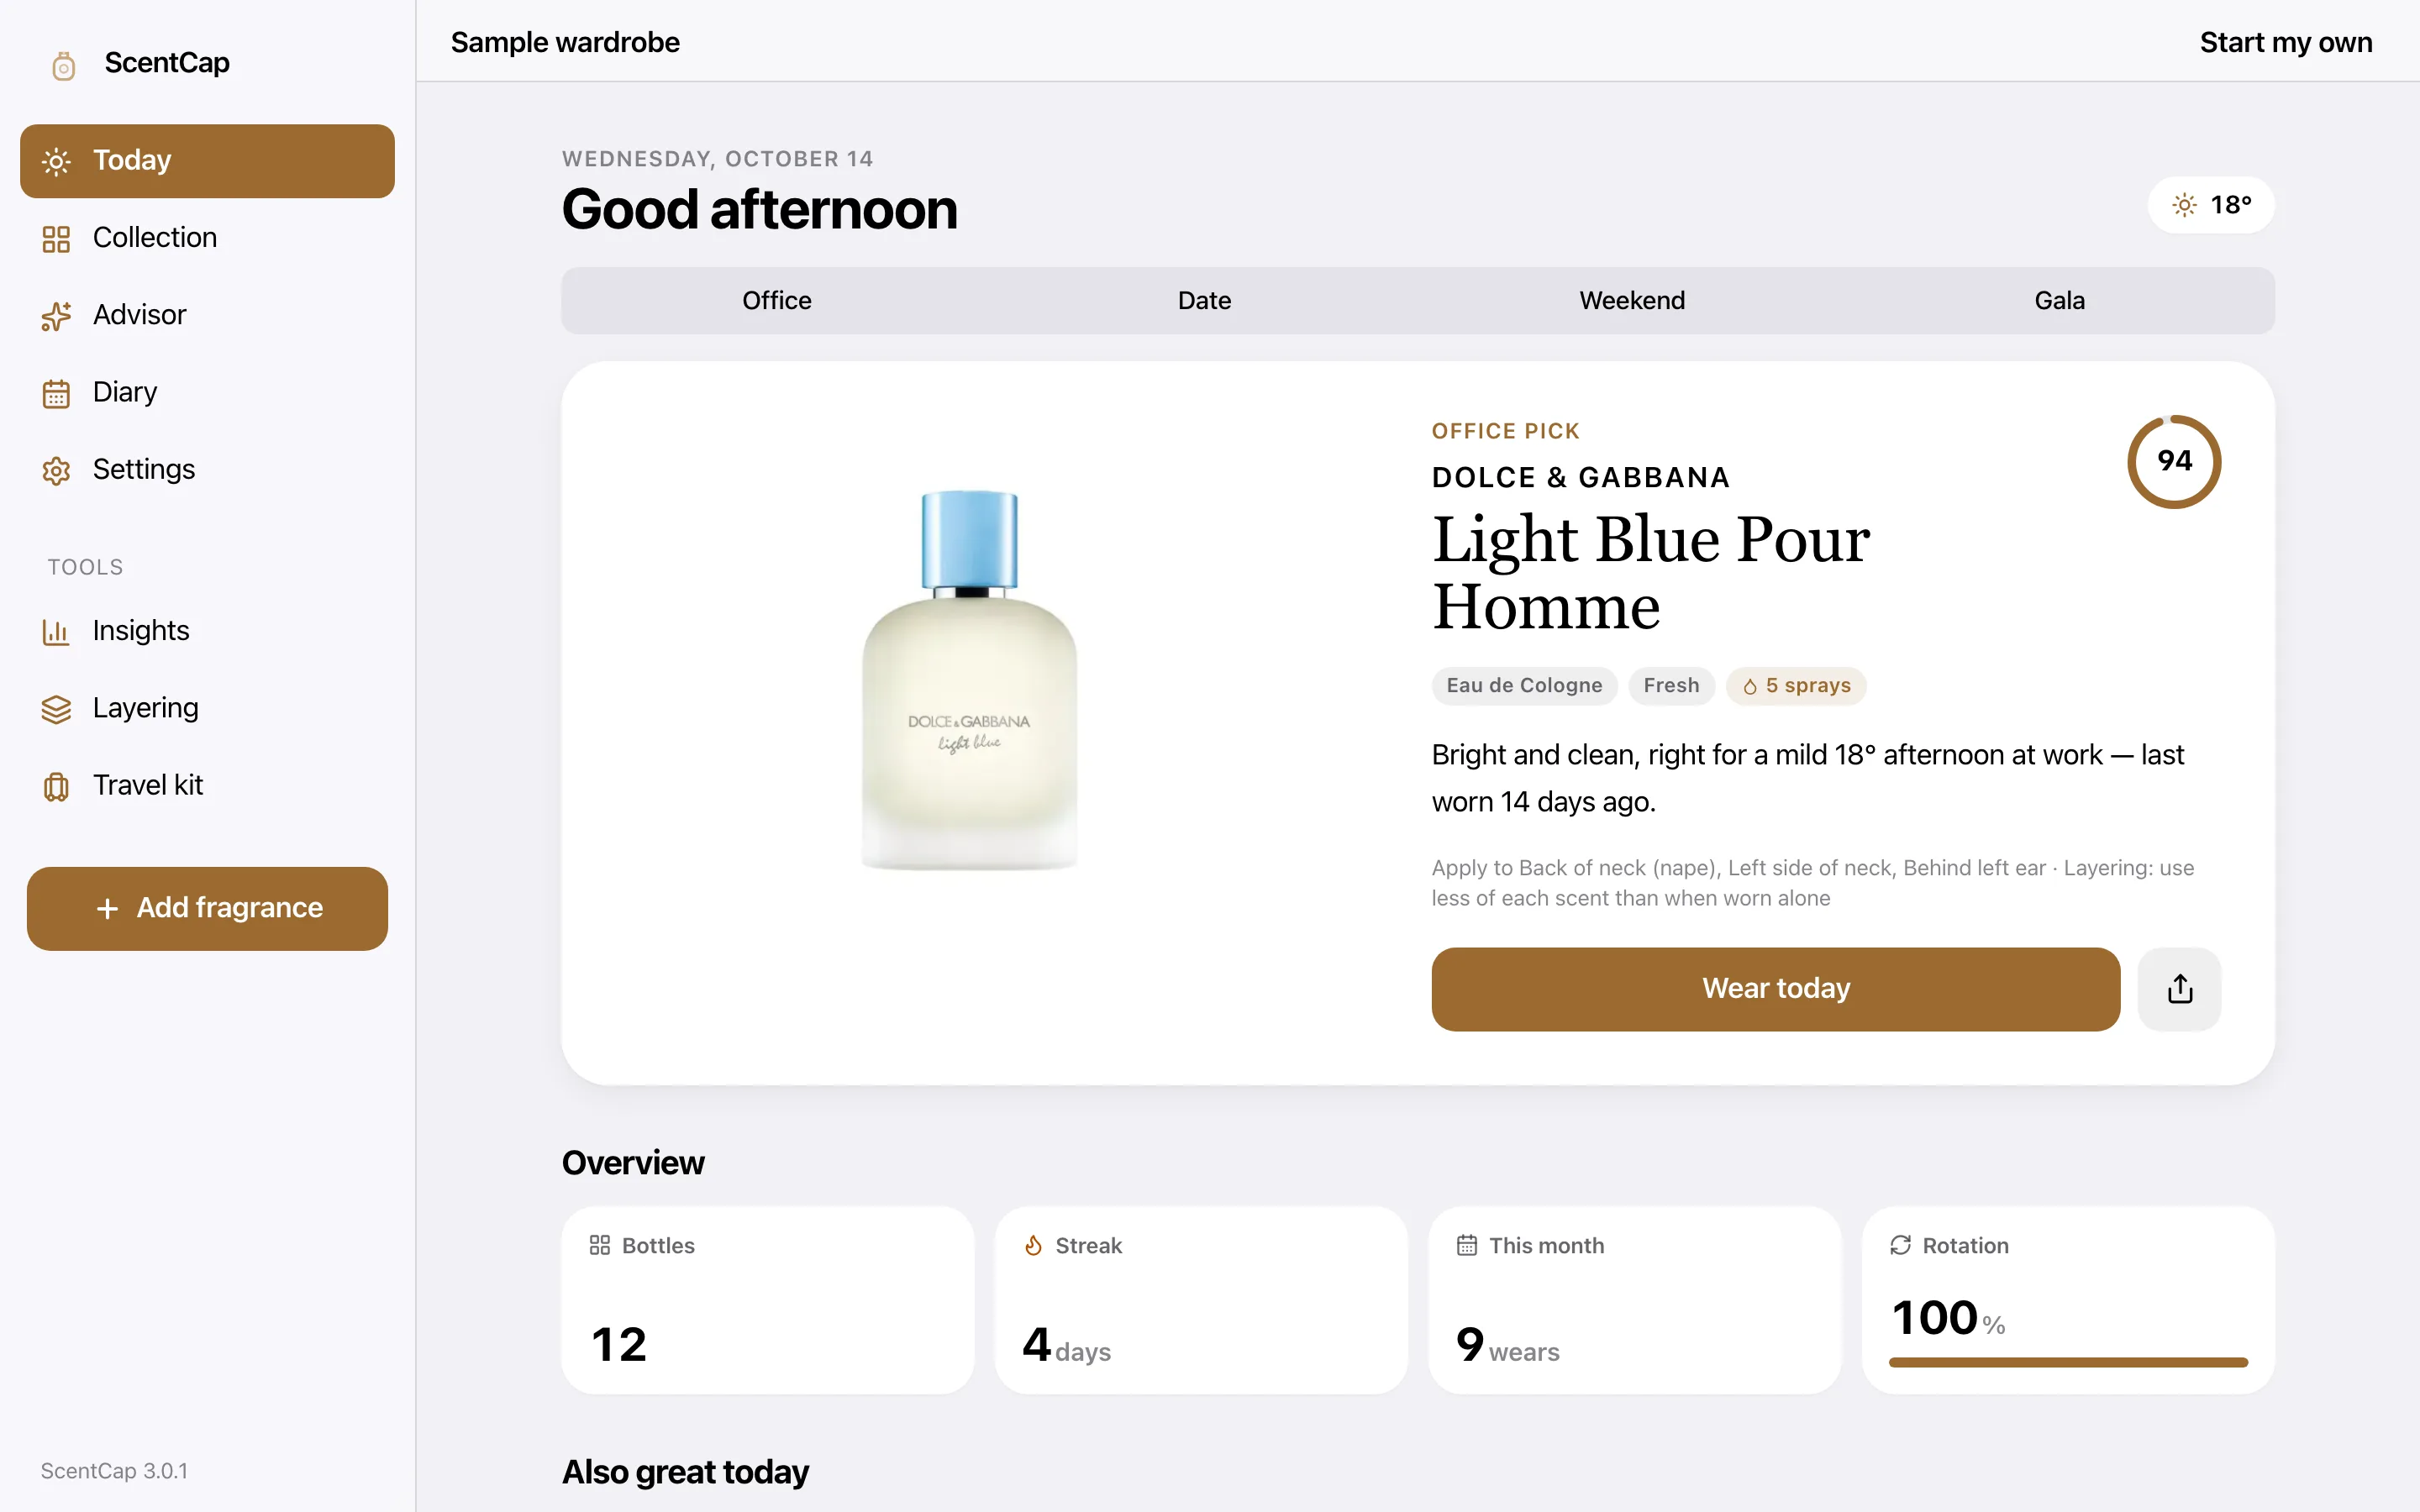 ScentCap
Today
Collection
Advisor
Diary
Settings
TOOLS
Insights
Layering
Travel kit
+ Add fragrance
ScentCap 3.0.1
Sample wardrobe
Start my own
WEDNESDAY, OCTOBER 14
Good afternoon
18°
Office
Date
Weekend
Gala
DOLCE & GABBANA
light blue
OFFICE PICK
94
DOLCE & GABBANA
Light Blue Pour
Homme
Eau de Cologne
Fresh
5 sprays
Bright and clean, right for a mild 18° afternoon at work — last
worn 14 days ago.
Apply to Back of neck (nape), Left side of neck, Behind left ear · Layering: use
less of each scent than when worn alone
Wear today
Overview
Bottles
12
Streak
4 days
This month
9 wears
Rotation
100 %
Also great today